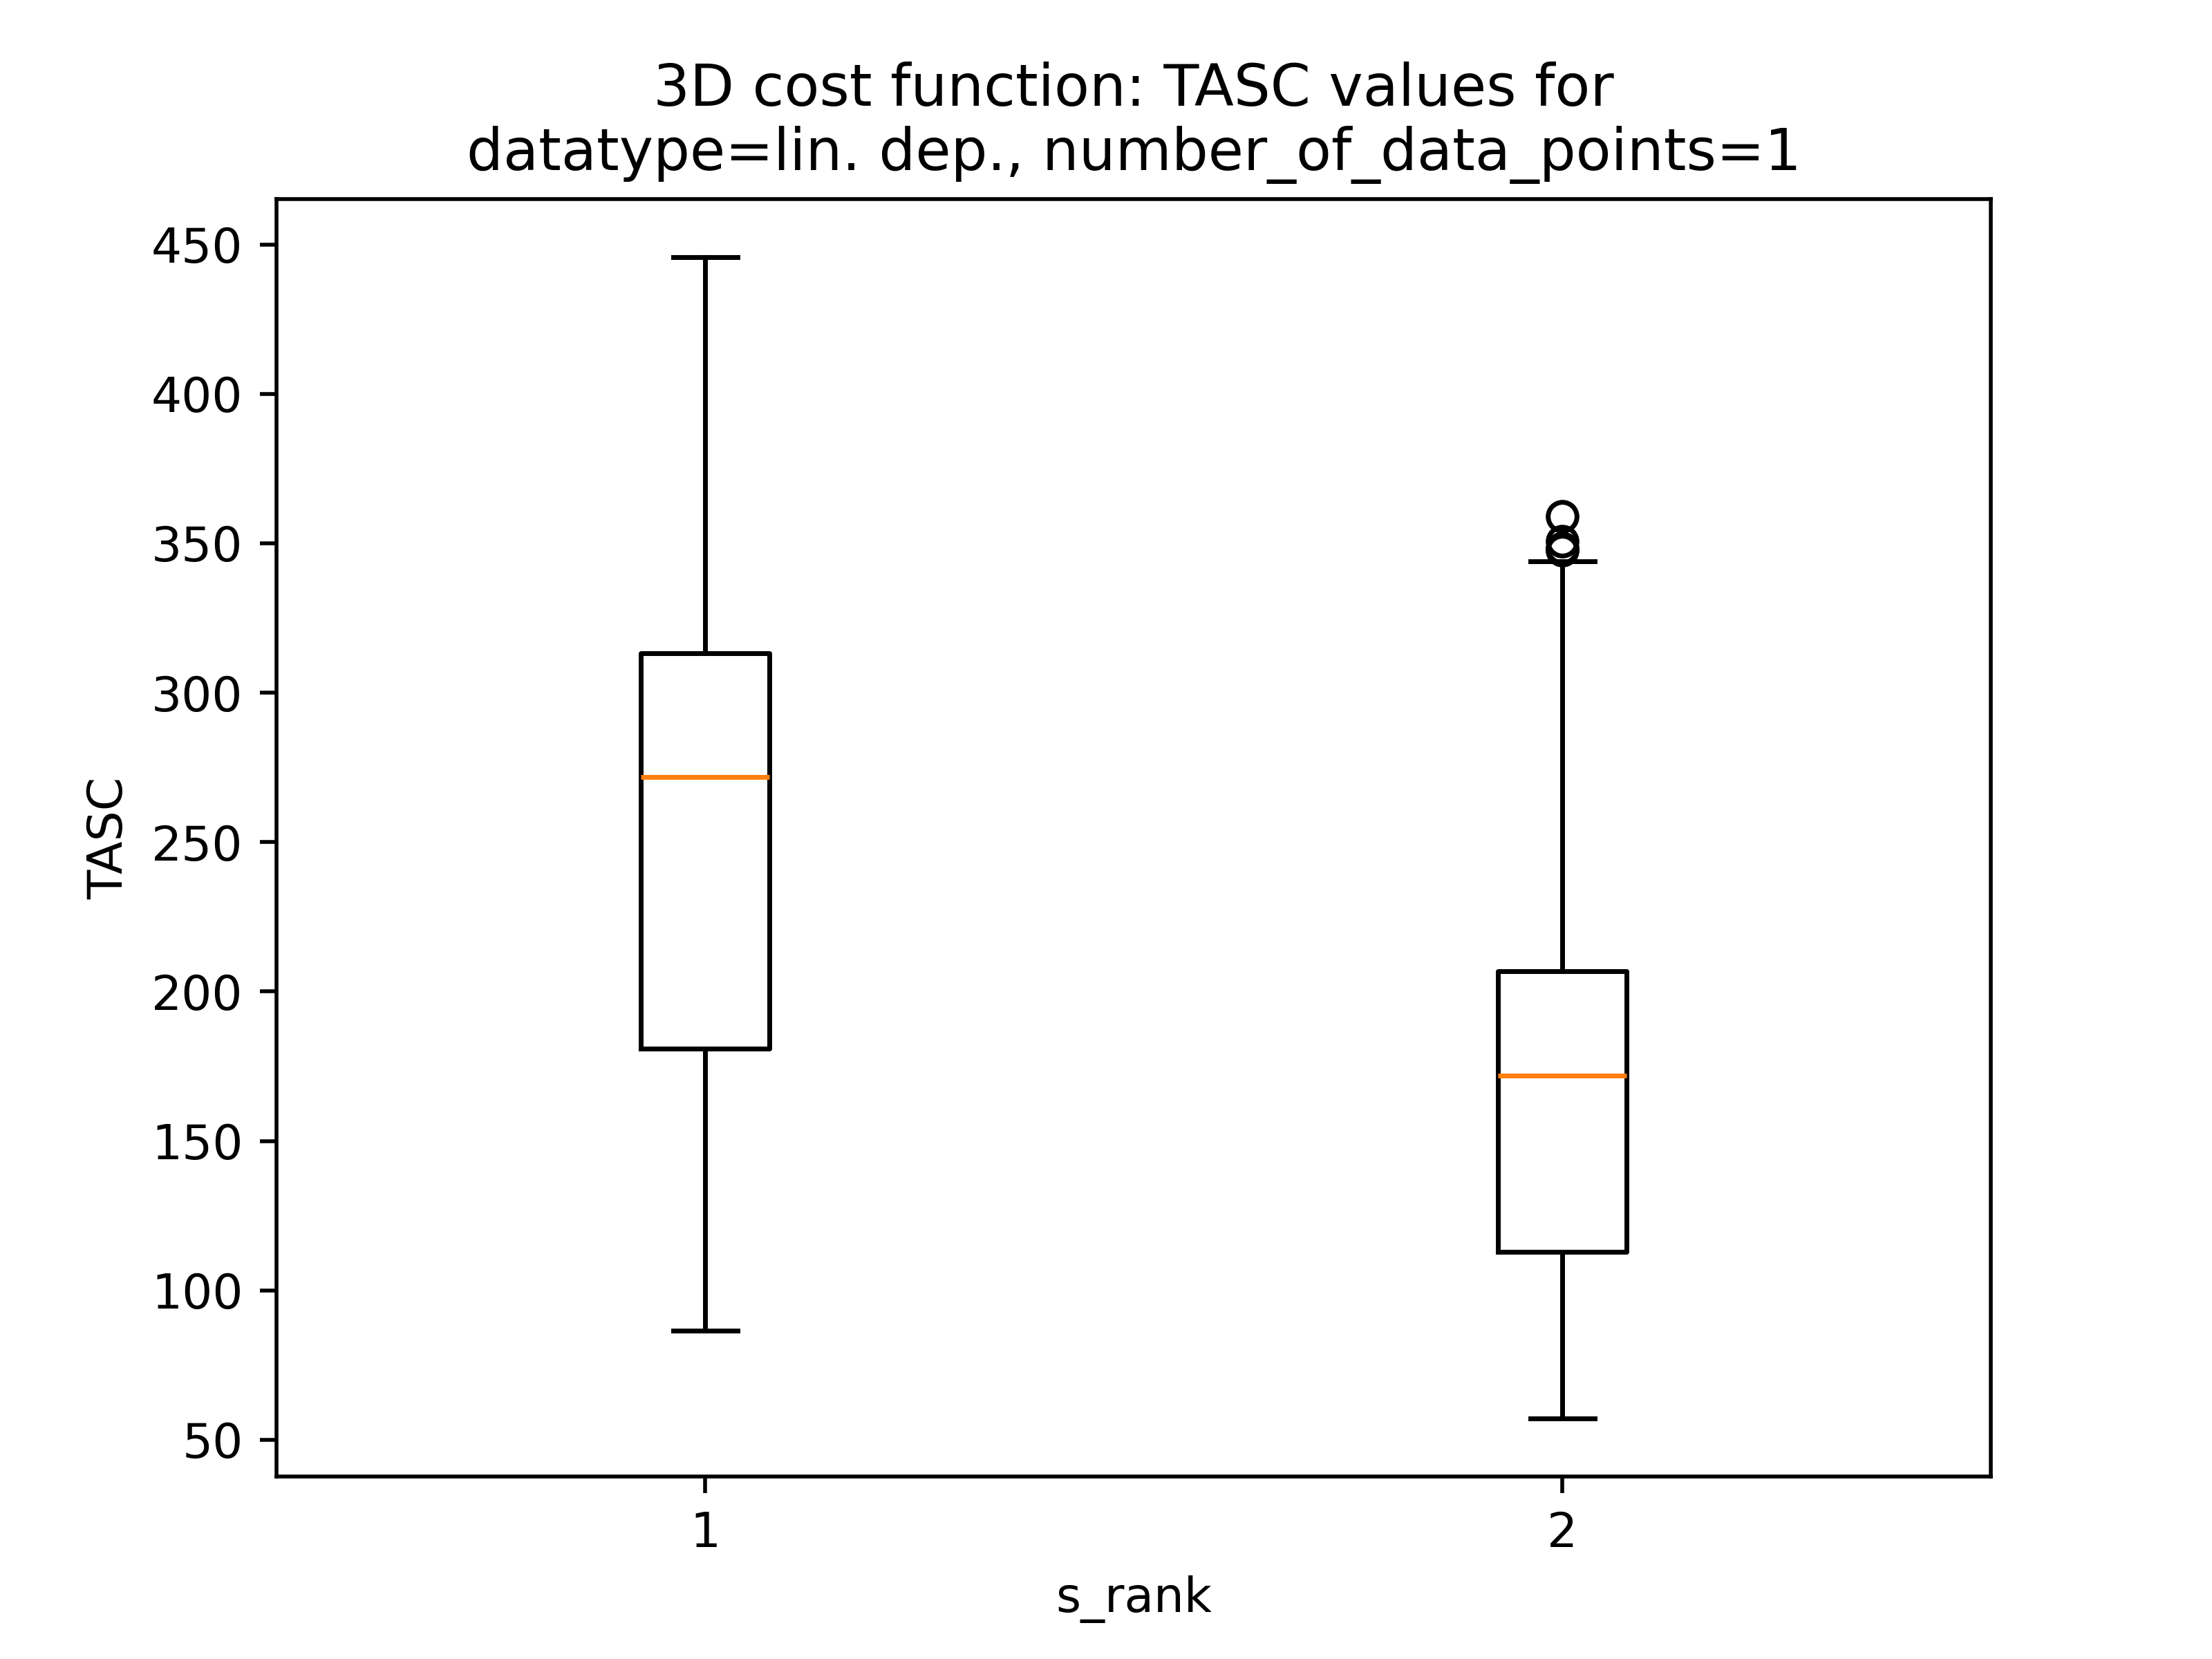 3D cost function: TASC values for
datatype=lin. dep., number_of_data_points=1
TASC
450
400
350
300
250
200
150
100
50
1
2
s_rank